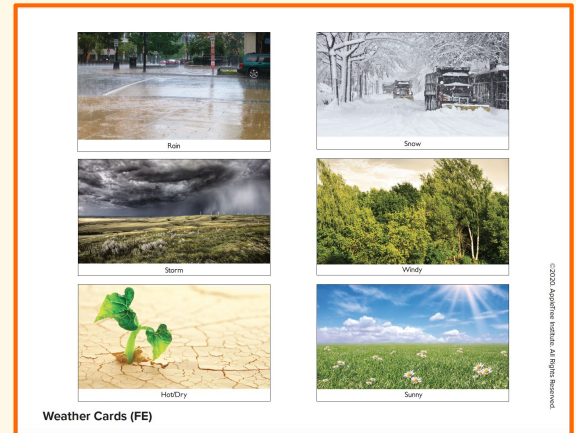 Rain
Snow
Storm
Windy
Hot/Dry
Sunny
©2020. AppleTree Institute. All Rights Reserved.
Weather Cards (FE)